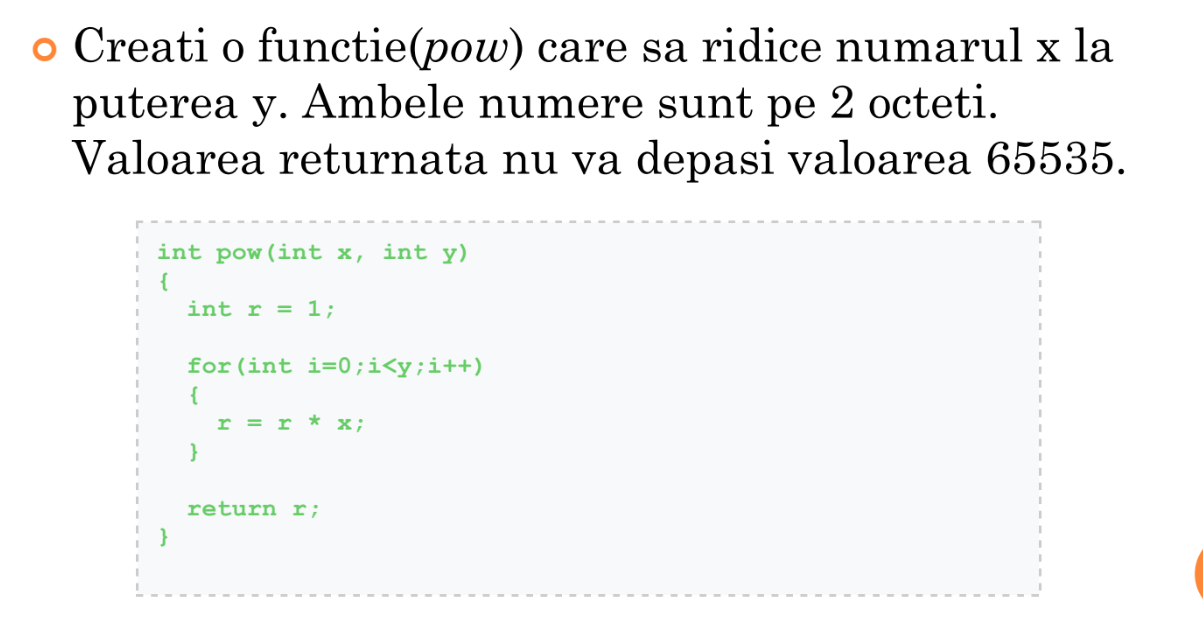 Creati o functie(pow) care sa ridice numarul x la
puterea y. Ambele numere sunt pe 2 octeti.
Valoarea returnata nu va depasi valoarea 65535.
int pow(int x, int y)
{
  int r = 1;
  for(int i=0;i<y;i++)
  {
    r = r * x;
  }
  return r;
}